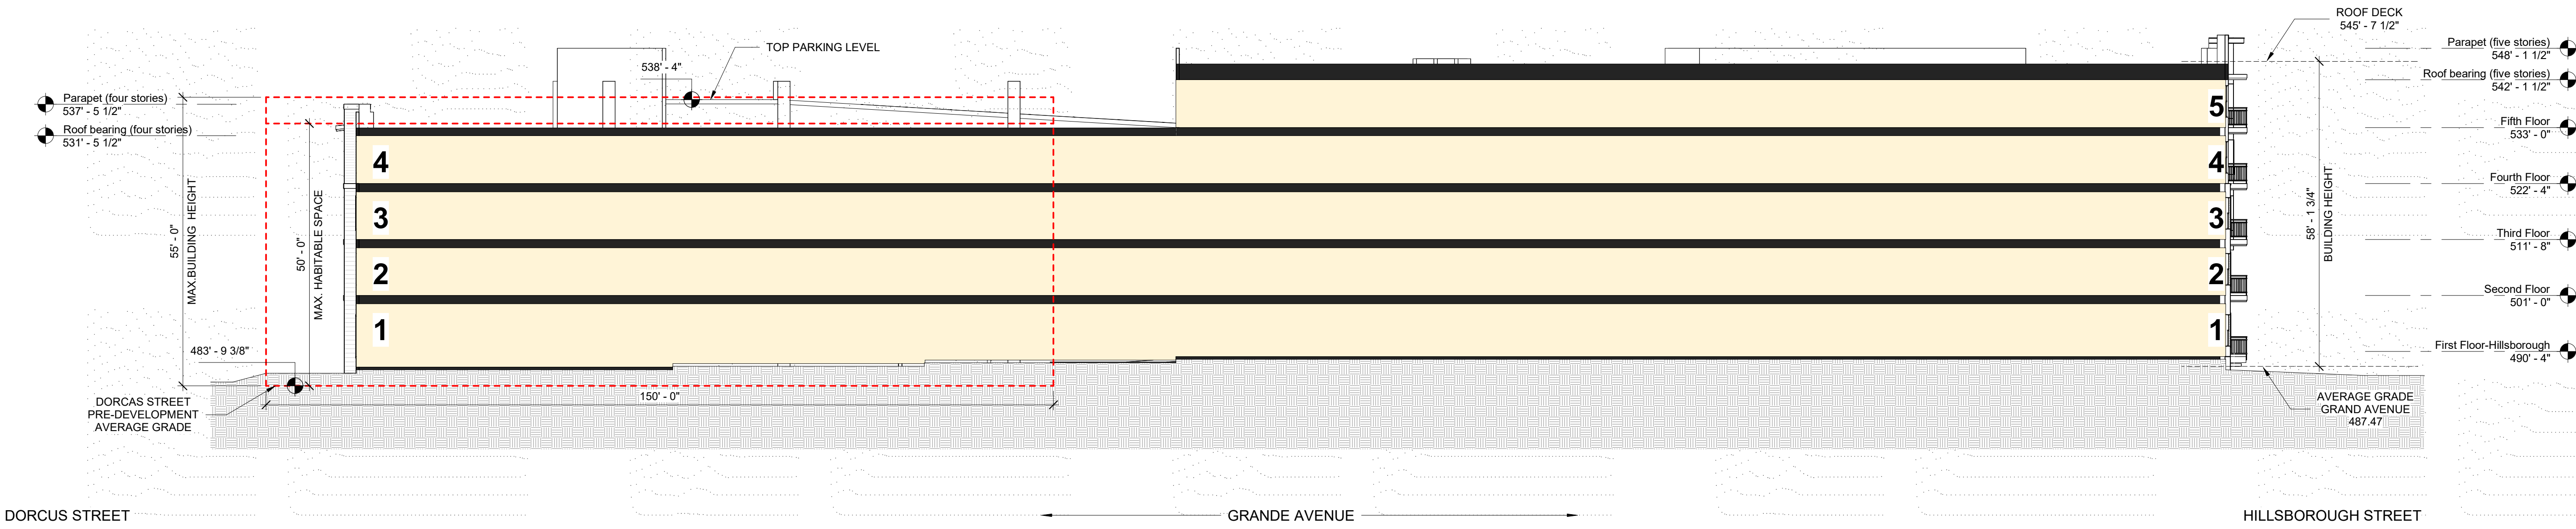 ROOF DECK
545' - 7 1/2"
TOP PARKING LEVEL
538' - 4"
Parapet (four stories)
537' - 5 1/2"
Roof bearing (four stories)
531' - 5 1/2"
55' - 0"
MAX.BUILDING HEIGHT
50' - 0"
MAX. HABITABLE SPACE
483' - 9 3/8"
DORCAS STREET
PRE-DEVELOPMENT
AVERAGE GRADE
150' - 0"
4
3
2
1
5
4
3
2
1
58' - 1 3/4"
BUILDING HEIGHT
Parapet (five stories)
548' - 1 1/2"
Roof bearing (five stories)
542' - 1 1/2"
Fifth Floor
533' - 0"
Fourth Floor
522' - 4"
Third Floor
511' - 8"
Second Floor
501' - 0"
First Floor-Hillsborough
490' - 4"
AVERAGE GRADE
GRAND AVENUE
487.47
DORCUS STREET
GRANDE AVENUE
HILLSBOROUGH STREET